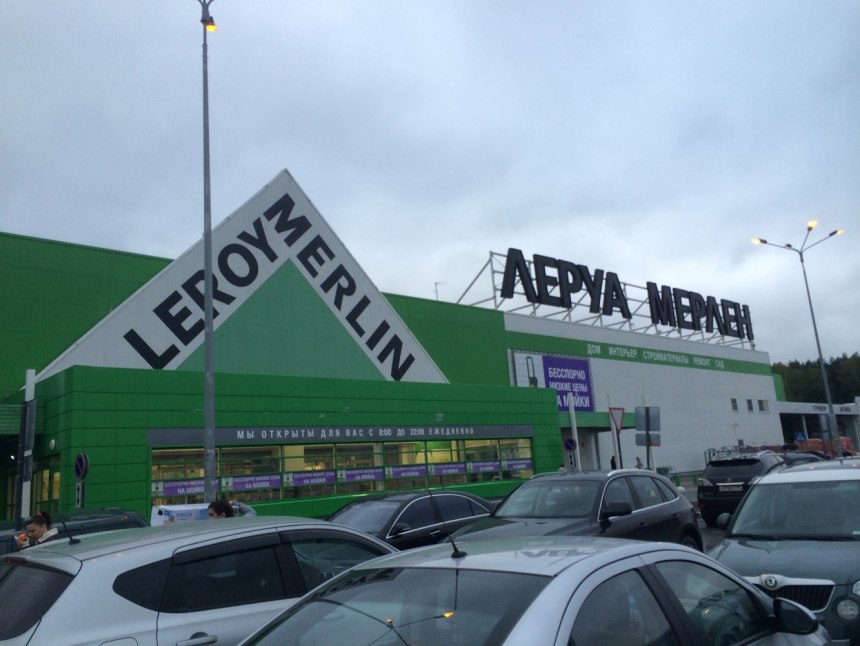 LEROY MERLIN
ЛЕРУА МЕРЛЕН
ДОМ ИНТЕРЬЕР СТРОЙМАТЕРИАЛЫ РЕМОНТ САД
БЕССПОРНО
НИЗКИЕ ЦЕНЫ
НА МОЙКИ
МЫ ОТКРЫТЫ ДЛЯ ВАС С 8:00 ДО 22:00 ЕЖЕДНЕВНО